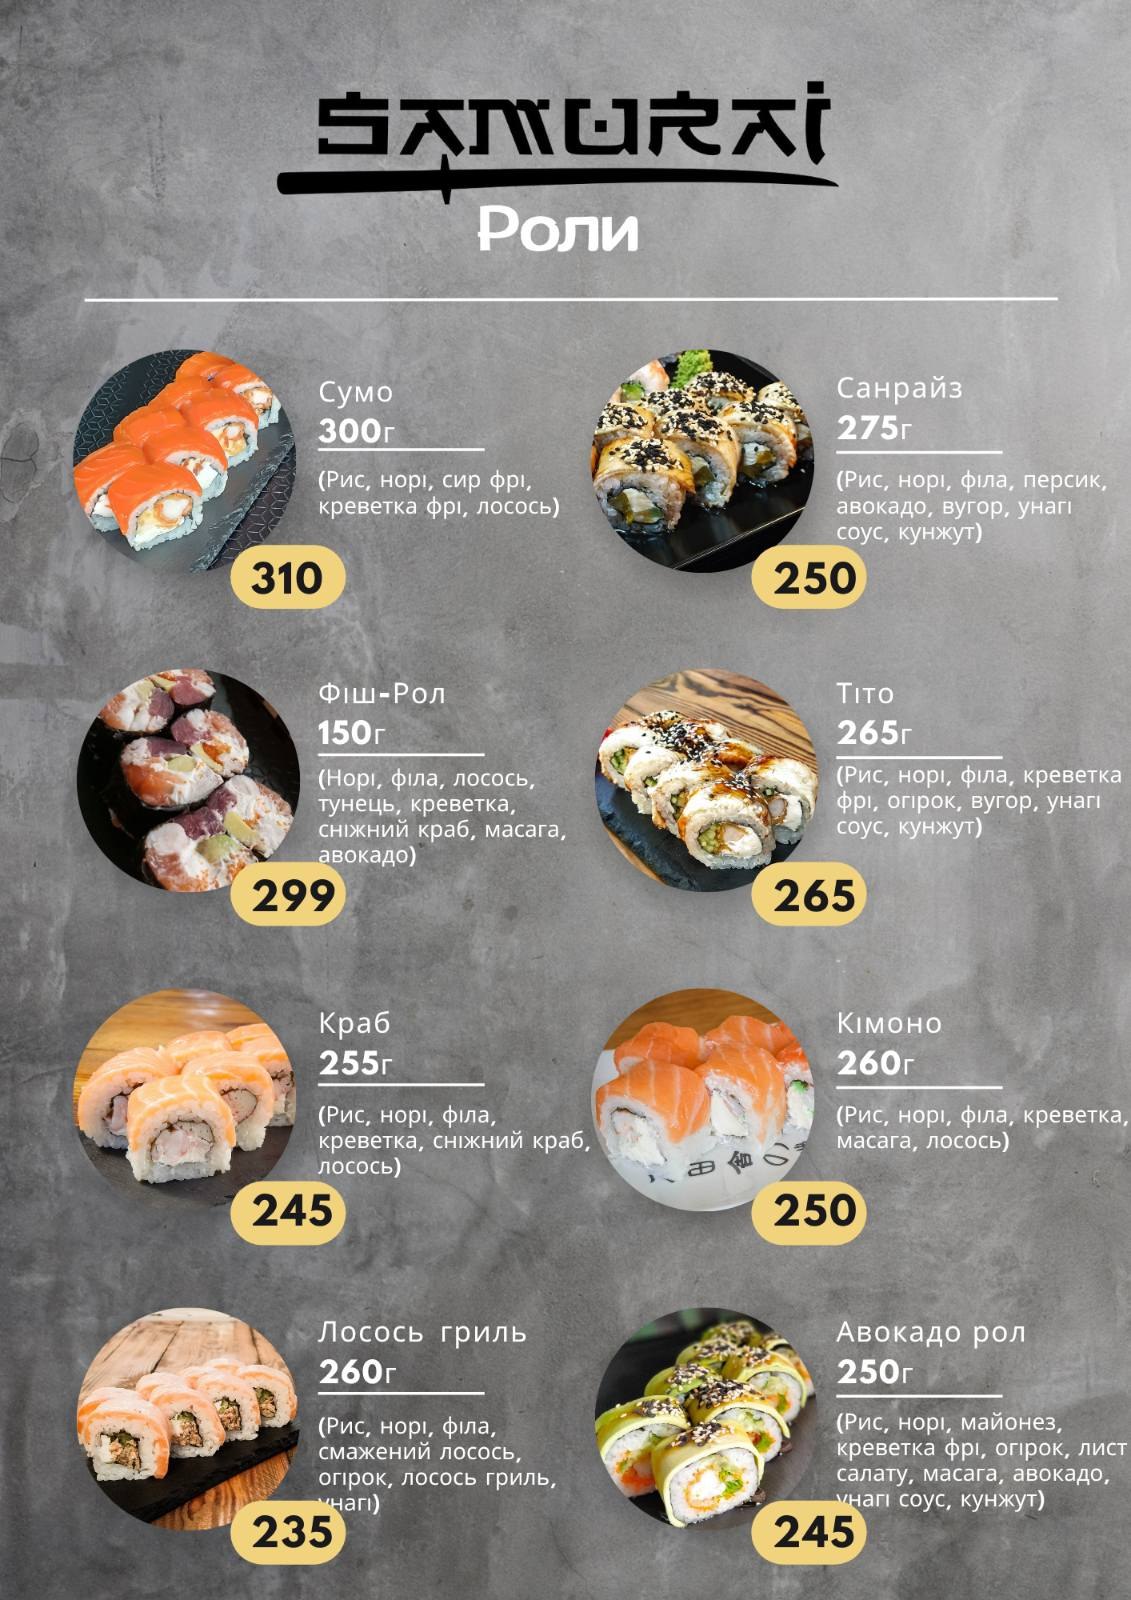 SAMURAI
Роли
Сумо
300г
(Рис, норі, сир фрі,
креветка фрі, лосось)
310
Санрайз
275г
(Рис, норі, філа, персик,
авокадо, вугор, унагі
соус, кунжут)
250
Фіш-Рол
150г
(Норі, філа, лосось,
тунець, креветка,
сніжний краб, масага,
авокадо)
299
Тіто
265г
(Рис, норі, філа, креветка
фрі, огірок, вугор, унагі
соус, кунжут)
265
Краб
255г
(Рис, норі, філа,
креветка, сніжний краб,
лосось)
245
Кімоно
260г
(Рис, норі, філа, креветка,
масага, лосось)
250
Лосось гриль
260г
(Рис, норі, філа,
смажений лосось,
огірок, лосось гриль,
унагі)
235
Авокадо рол
250г
(Рис, норі, майонез,
креветка фрі, огірок, лист
салату, масага, авокадо,
унагі соус, кунжут)
245